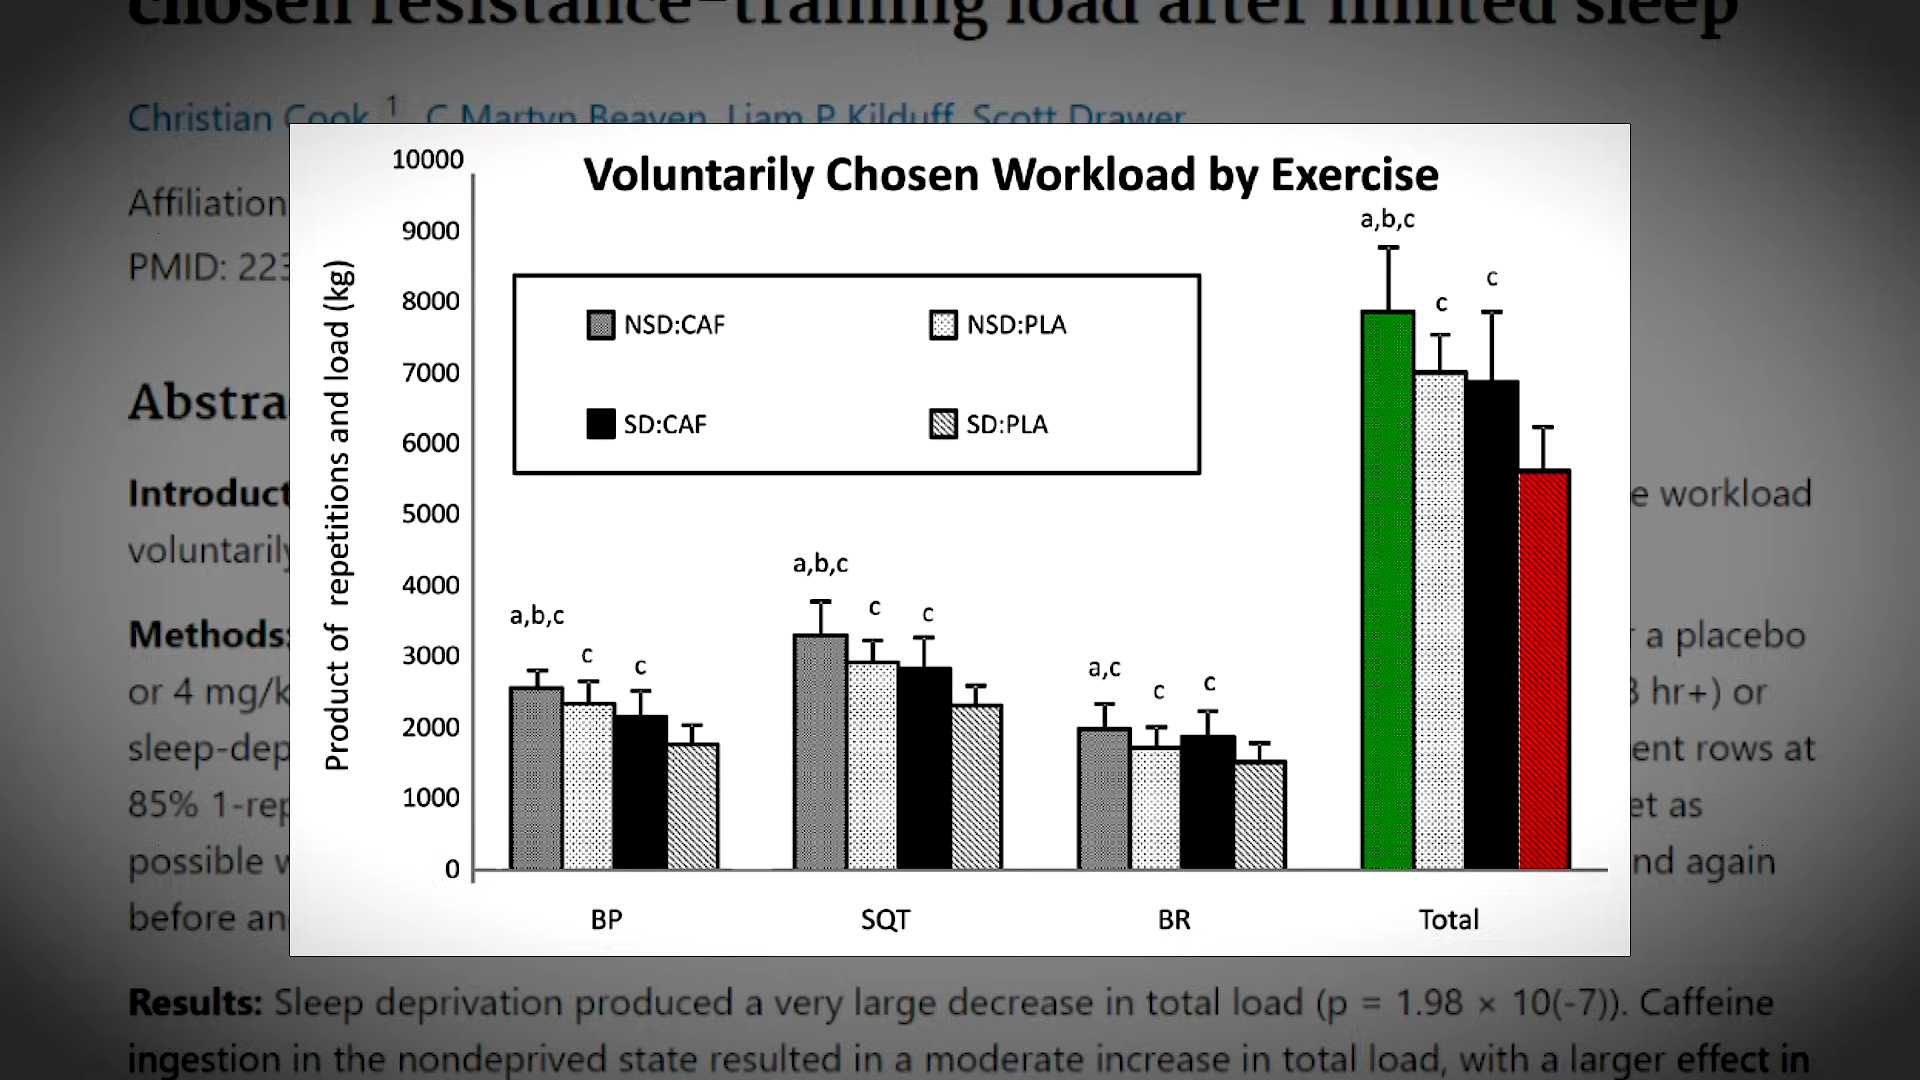 chosen resistance-training load after limited sleep
Christian Cook 1, C Martyn Beaven, Liam P Kilduff, Scott Drawer
Affiliation
PMID: 223
Abstra
Introduct
e workload
voluntarily
Methods:
r a placebo
or 4 mg/k
8 hr+) or
sleep-dep
ent rows at
85% 1-rep
et as
possible w
nd again
before an
Results: Sleep deprivation produced a very large decrease in total load (p = 1.98 × 10(-7)). Caffeine
ingestion in the nondeprived state resulted in a moderate increase in total load, with a larger effect in
Voluntarily Chosen Workload by Exercise
Product of repetitions and load (kg)
10000
9000
8000
7000
6000
5000
4000
3000
2000
1000
0
NSD:CAF
NSD:PLA
SD:CAF
SD:PLA
a,b,c
c
c
a,b,c
c
c
a,c
c
c
a,b,c
c
c
BP
SQT
BR
Total